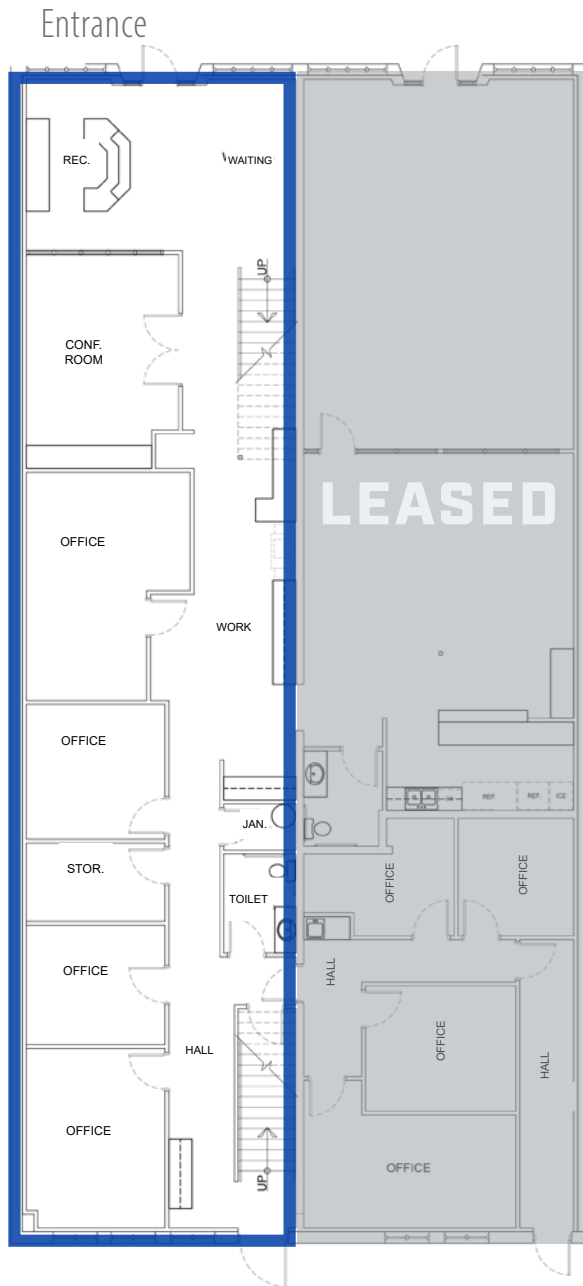 Entrance
REC.
WAITING
UP
CONF.
ROOM
LEASED
OFFICE
WORK
OFFICE
REF.
REF.
ICE
JAN.
STOR.
OFFICE
OFFICE
TOILET
OFFICE
HALL
HALL
OFFICE
HALL
OFFICE
OFFICE
UP